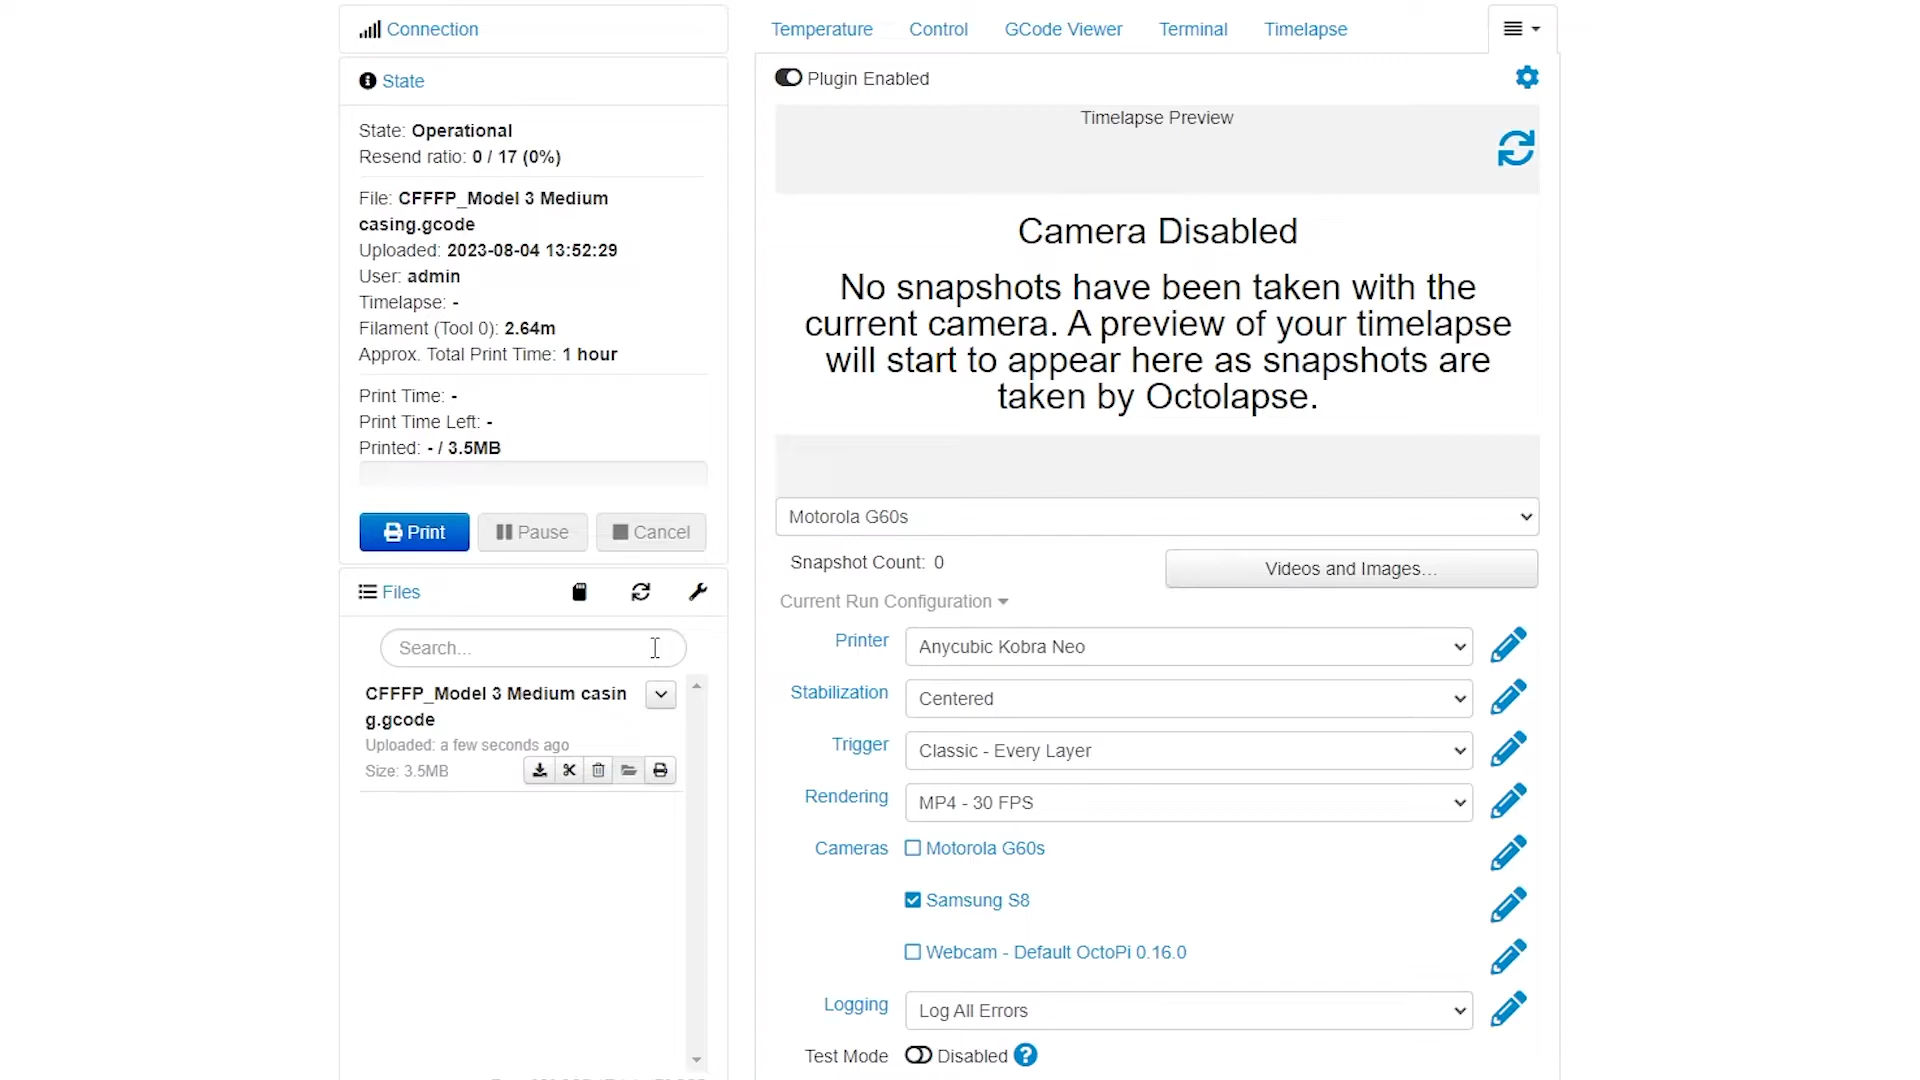 Connection
State
State: Operational
Resend ratio: 0 / 17 (0%)
File: CFFFP_Model 3 Medium
casing.gcode
Uploaded: 2023-08-04 13:52:29
User: admin
Timelapse: -
Filament (Tool 0): 2.64m
Approx. Total Print Time: 1 hour
Print Time: -
Print Time Left: -
Printed: - / 3.5MB
Print Pause Cancel
Files
Search...
CFFFP_Model 3 Medium casin
g.gcode
Uploaded: a few seconds ago
Size: 3.5MB
Temperature Control GCode Viewer Terminal Timelapse
Plugin Enabled
Timelapse Preview
Camera Disabled
No snapshots have been taken with the
current camera. A preview of your timelapse
will start to appear here as snapshots are
taken by Octolapse.
Motorola G60s
Snapshot Count: 0 Videos and Images...
Current Run Configuration
Printer Anycubic Kobra Neo
Stabilization Centered
Trigger Classic - Every Layer
Rendering MP4 - 30 FPS
Cameras Motorola G60s
Samsung S8
Webcam - Default OctoPi 0.16.0
Logging Log All Errors
Test Mode Disabled ?